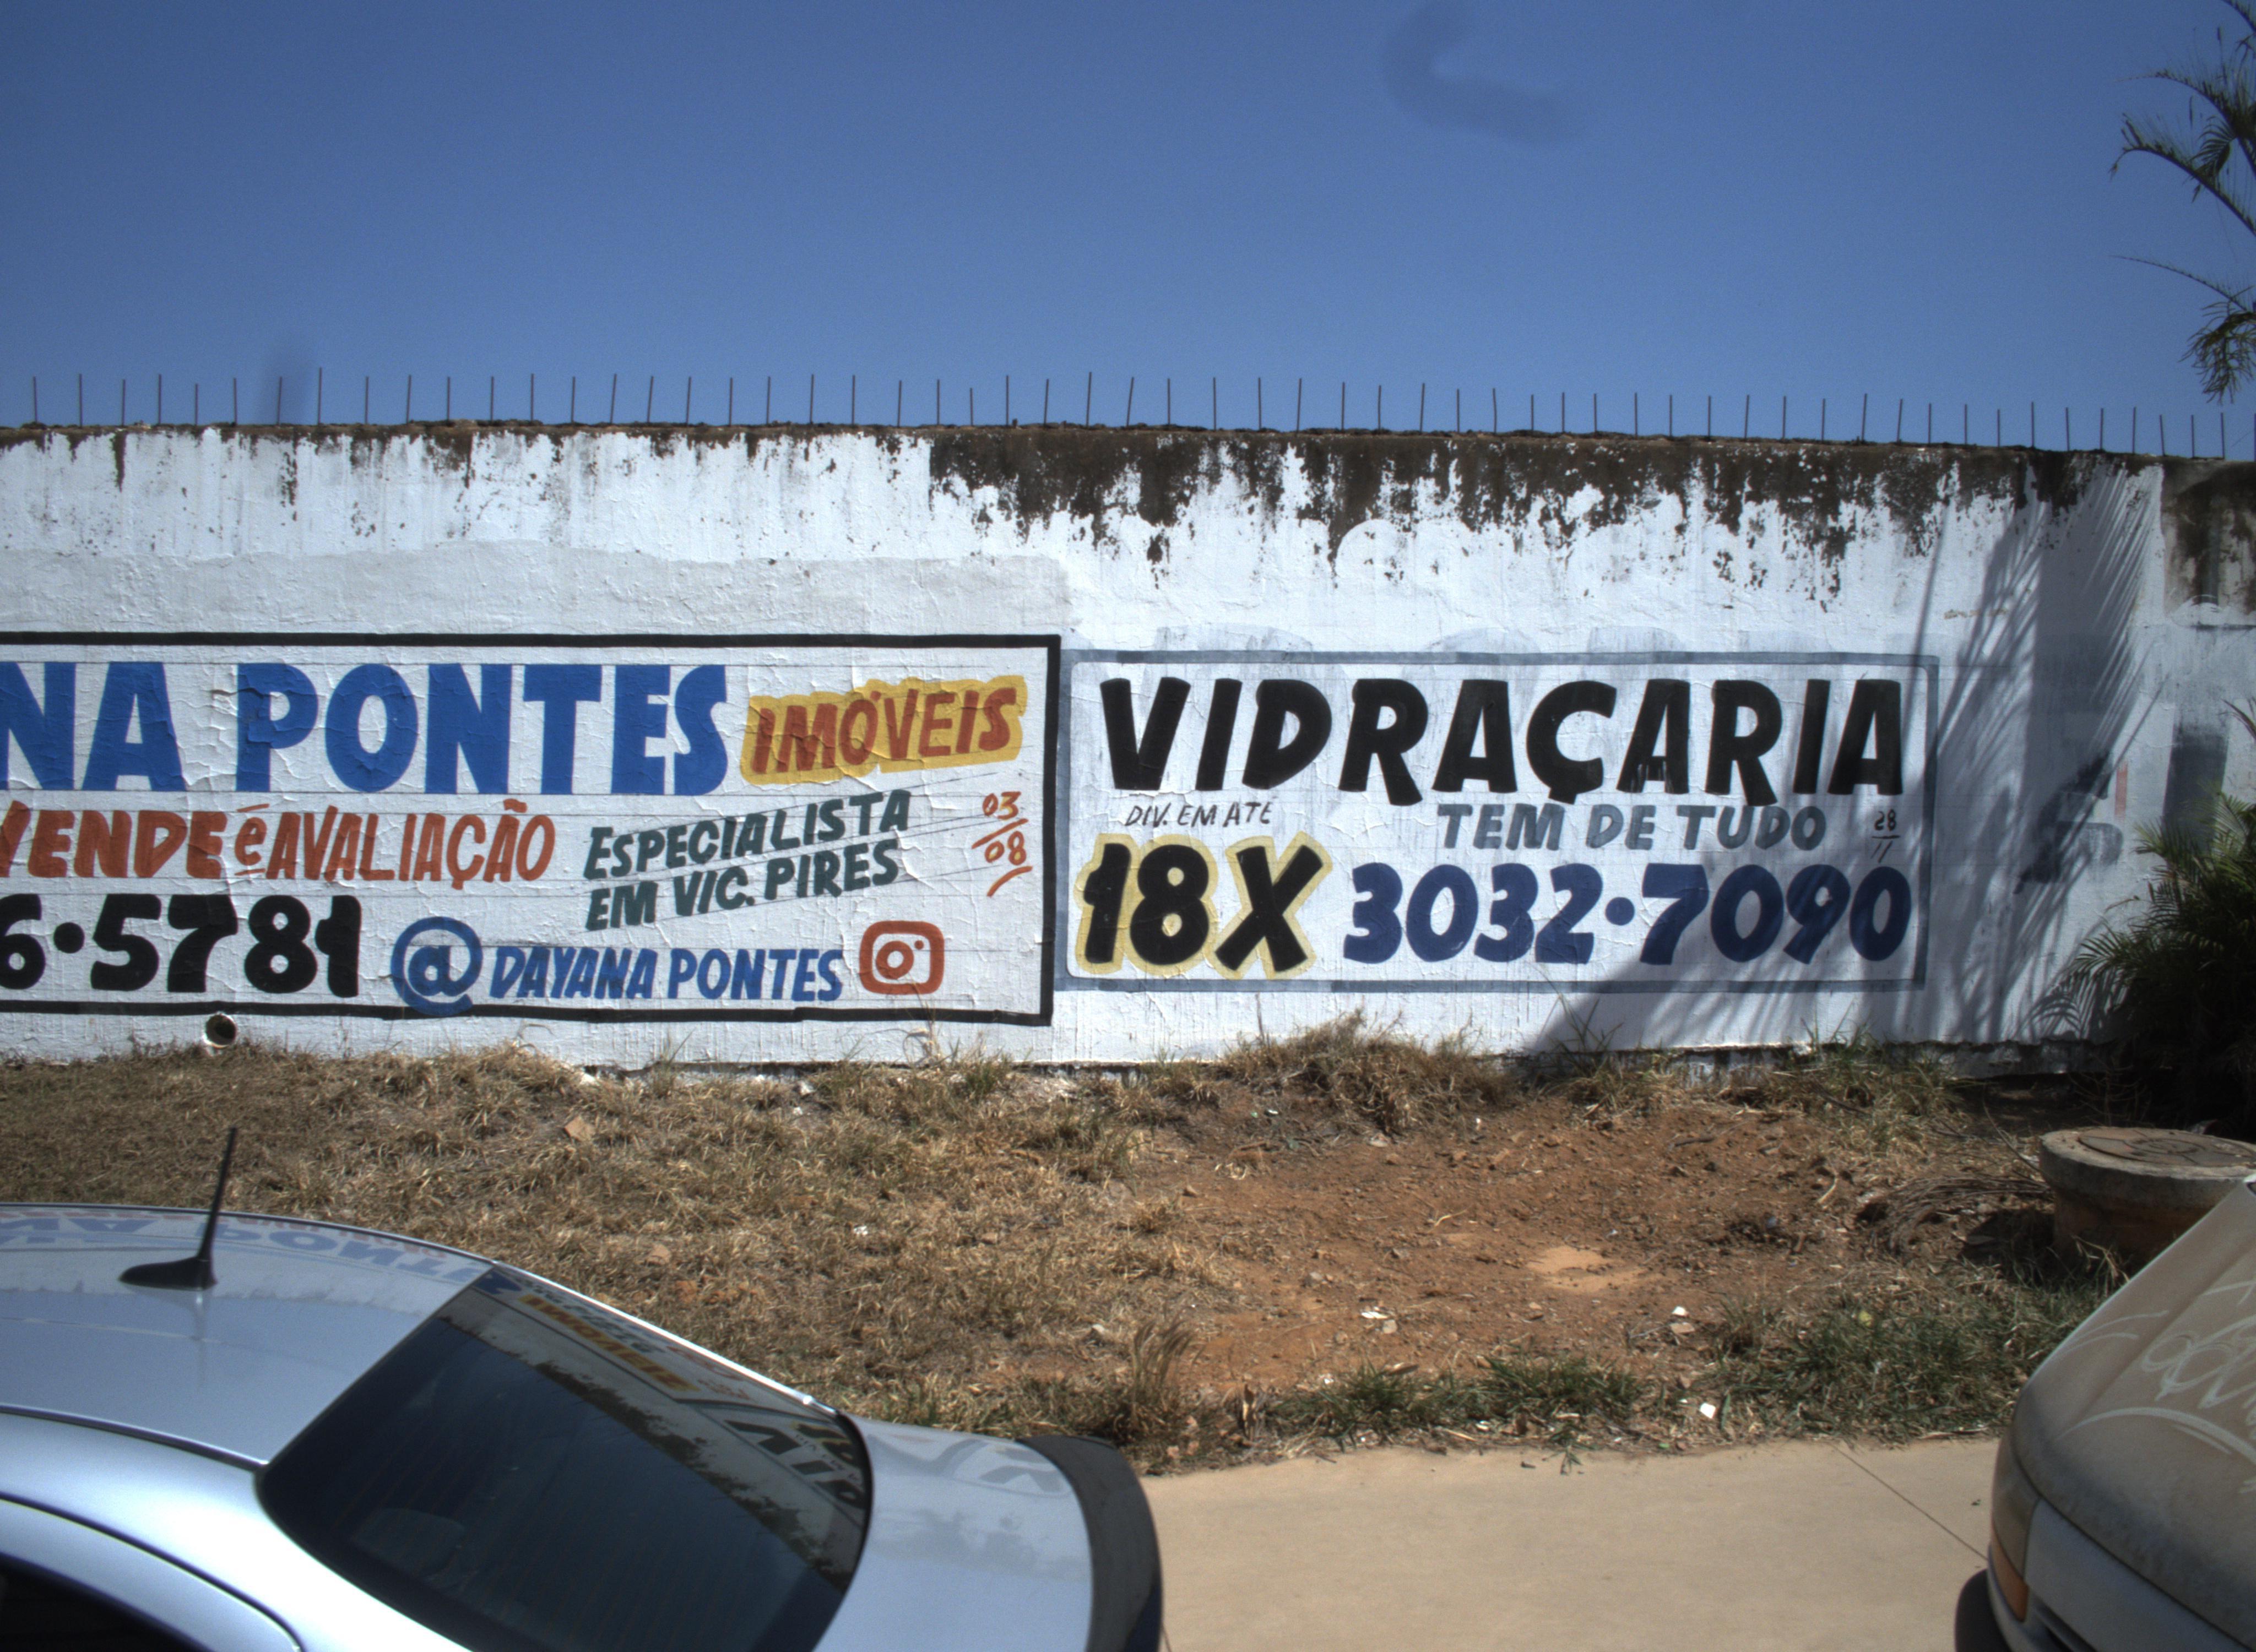 NA PONTES IMÓVEIS
VENDE é AVALIAÇÃO
ESPECIALISTA
EM VIC. PIRES
03/08
6·5781
@DAYANA PONTES
VIDRAÇARIA
DIV. EM ATÉ
TEM DE TUDO
28/11
18X
3032·7090